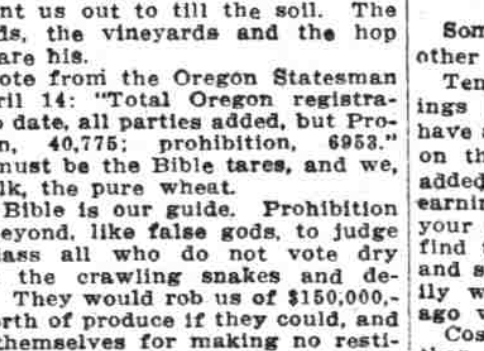 nt us out to till the soil. The
ds, the vineyards and the hop
are his.
ote from the Oregon Statesman
ril 14: "Total Oregon registra-
o date, all parties added, but Pro-
n, 40,775; prohibition, 6953."
must be the Bible tares, and we,
lk, the pure wheat.
Bible is our guide. Prohibition
eyond, like false gods, to judge
lass all who do not vote dry
the crawling snakes and de-
They would rob us of $150,000,-
orth of produce if they could, and
themselves for making no resti-
Som
other
Ten
ings
have a
on th
added
earnin
your
find t
and s
ily w
ago w
Cos